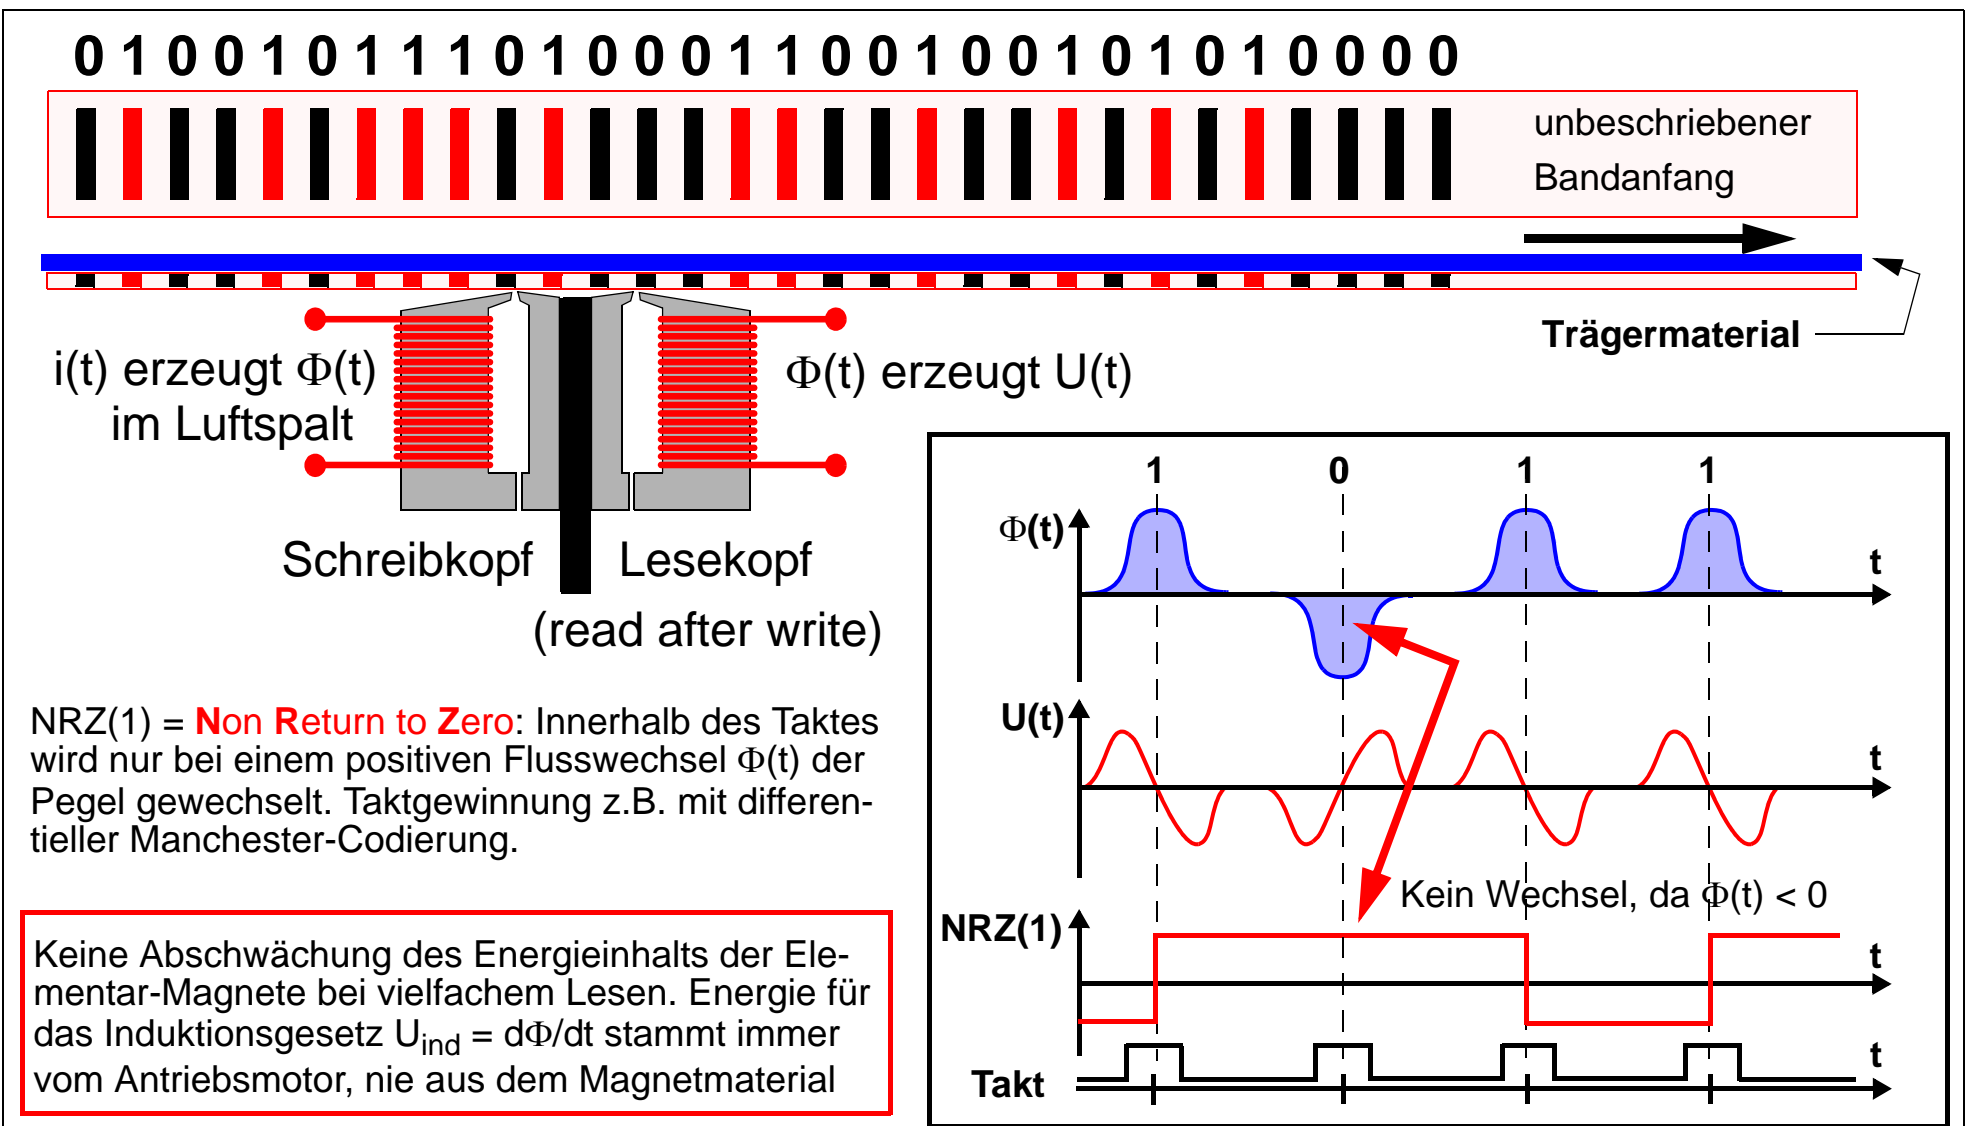 0 1 0 0 1 0 1 1 1 0 1 0 0 0 1 1 0 0 1 0 0 1 0 1 0 1 0 0 0 0
unbeschriebener
Bandanfang
Trägermaterial
i(t) erzeugt Φ(t)
im Luftspalt
Φ(t) erzeugt U(t)
Schreibkopf
Lesekopf
(read after write)
NRZ(1) = Non Return to Zero: Innerhalb des Taktes
wird nur bei einem positiven Flusswechsel Φ(t) der
Pegel gewechselt. Taktgewinnung z.B. mit differen-
tieller Manchester-Codierung.
Keine Abschwächung des Energieinhalts der Ele-
mentar-Magnete bei vielfachem Lesen. Energie für
das Induktionsgesetz U_ind = dΦ/dt stammt immer
vom Antriebsmotor, nie aus dem Magnetmaterial
1 0 1 1
Φ(t)
t
U(t)
t
Kein Wechsel, da Φ(t) < 0
NRZ(1)
t
Takt
t